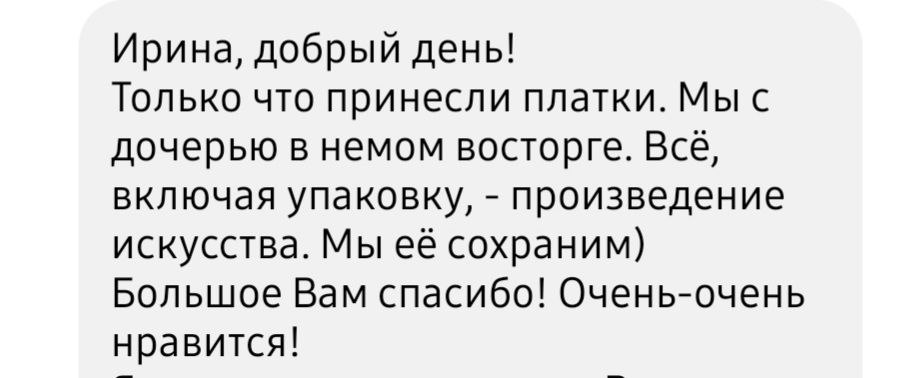 Ирина, добрый день!
Только что принесли платки. Мы с
дочерью в немом восторге. Всё,
включая упаковку, - произведение
искусства. Мы её сохраним)
Большое Вам спасибо! Очень-очень
нравится!